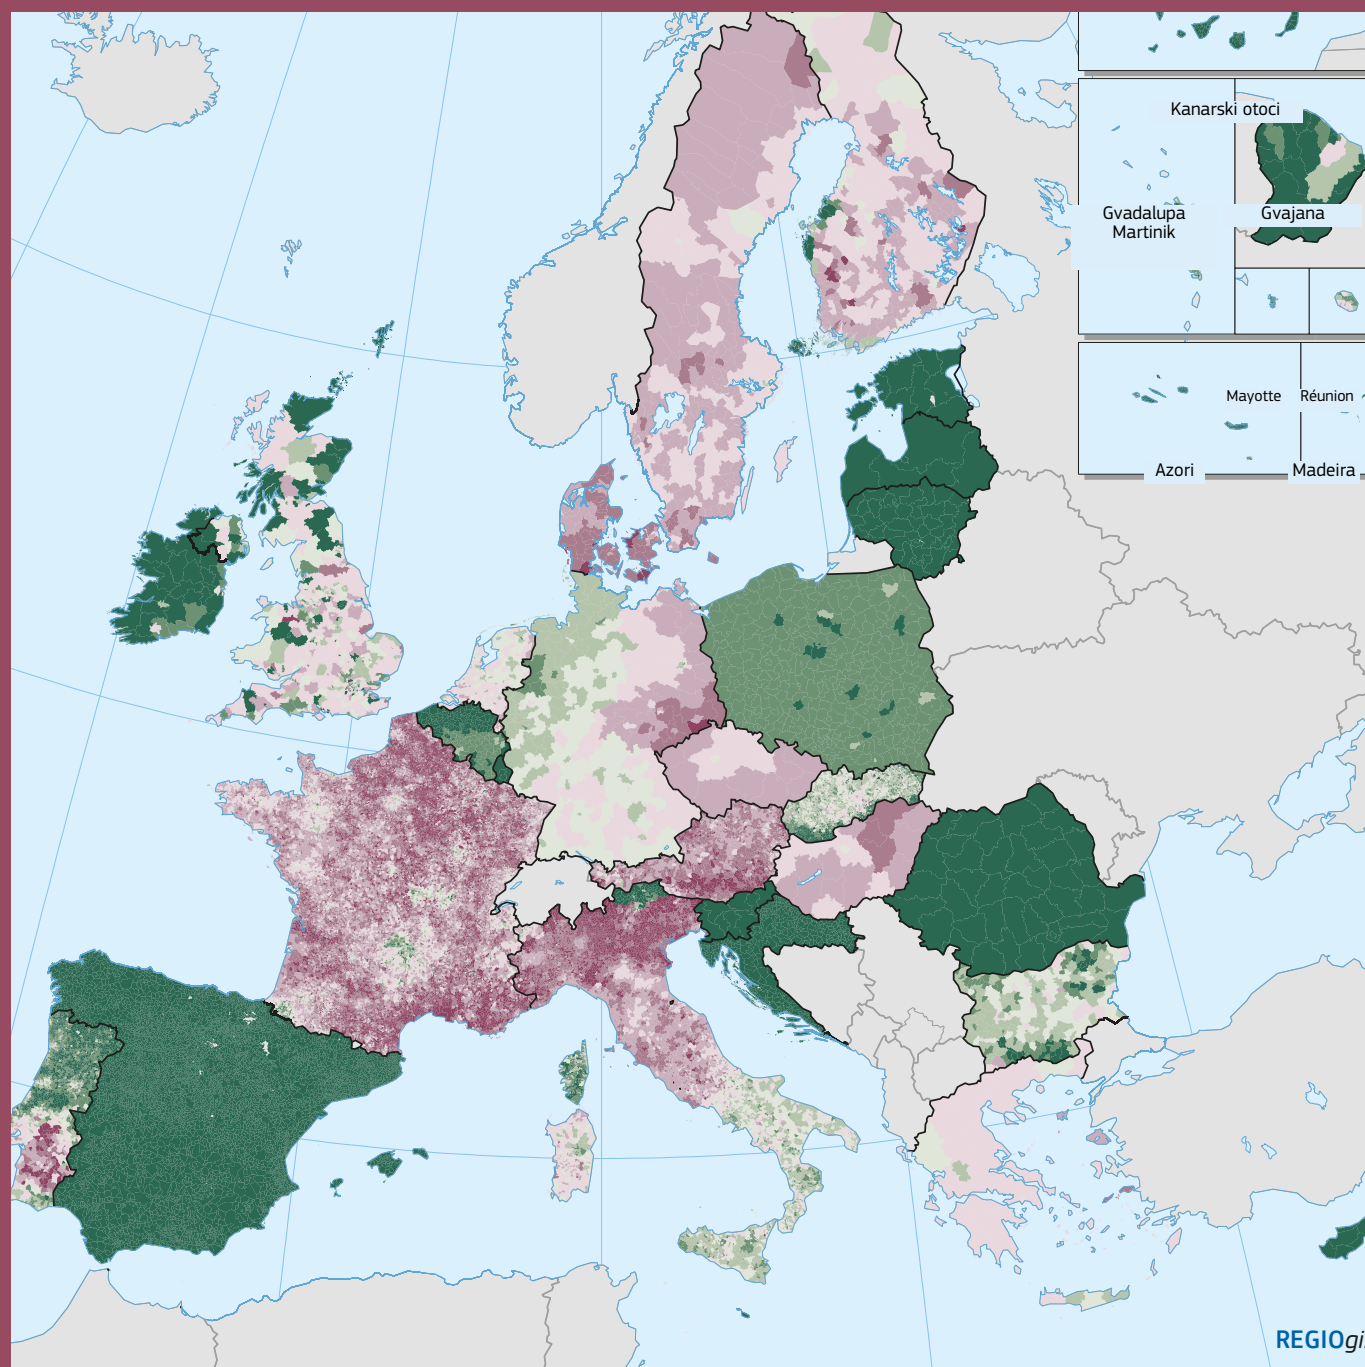 Kanarski otoci
Gvadalupa
Martinik
Gvajana
Mayotte
Réunion
Azori
Madeira
REGIOgi